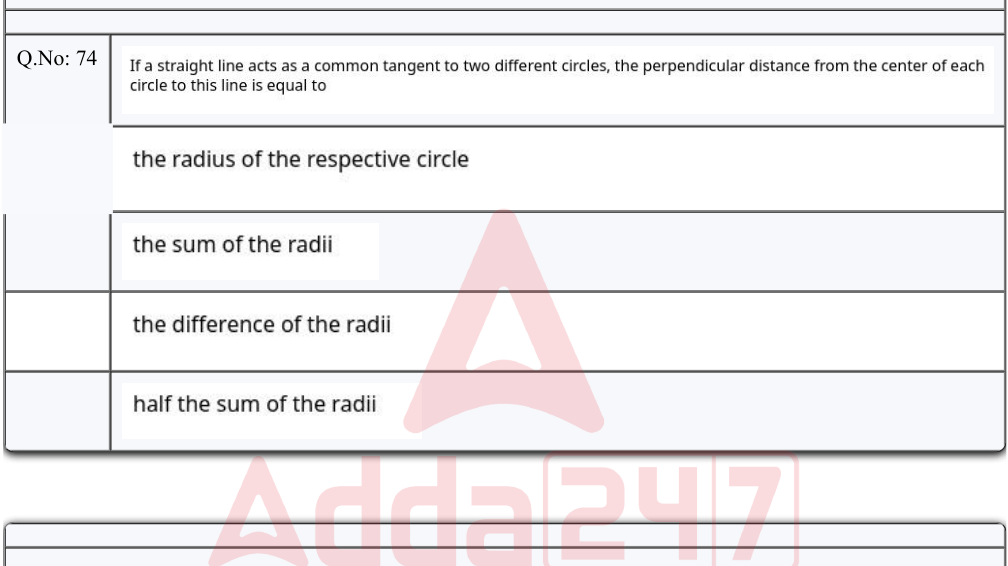 Q.No: 74
If a straight line acts as a common tangent to two different circles, the perpendicular distance from the center of each
circle to this line is equal to
the radius of the respective circle
the sum of the radii
the difference of the radii
half the sum of the radii
Adda247